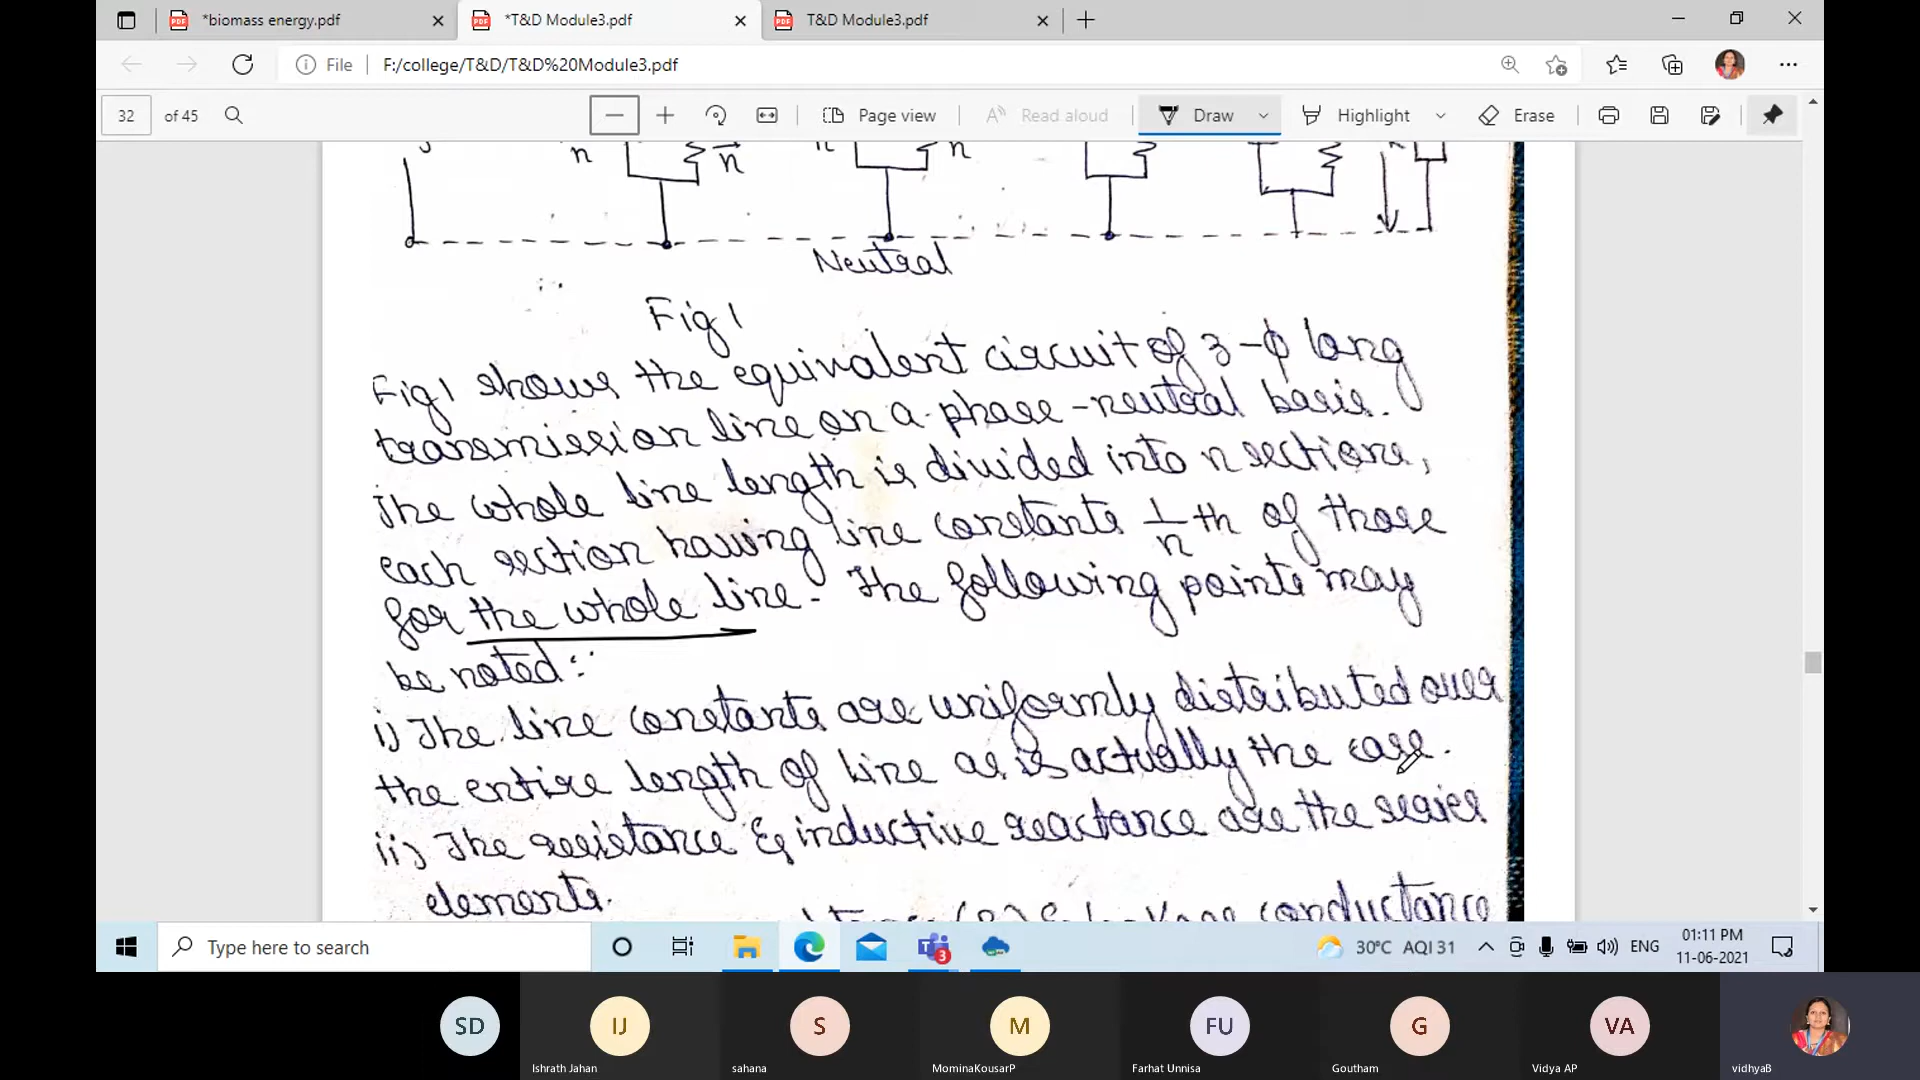 *biomass energy.pdf
*T&D Module3.pdf
T&D Module3.pdf
File F:/college/T&D/T&D%20Module3.pdf
32 of 45
Page view
Read aloud
Draw
Highlight
Erase
n n n n
Neutral
Fig 1
Fig 1 shows the equivalent circuit of 3-ϕ long
transmission line on a phase-neutral basis.
The whole line length is divided into n sections,
each section having line constants 1/n th of those
for the whole line. The following points may
be noted:
i) The line constants are uniformly distributed over
the entire length of line as is actually the case.
ii) The resistance & inductive reactance are the series
elements.
conductance
Type here to search
3
30°C AQI 31
ENG
01:11 PM
11-06-2021
SD
IJ
S
M
FU
G
VA
Ishrath Jahan
sahana
MominaKousarP
Farhat Unnisa
Goutham
Vidya AP
vidhyaB